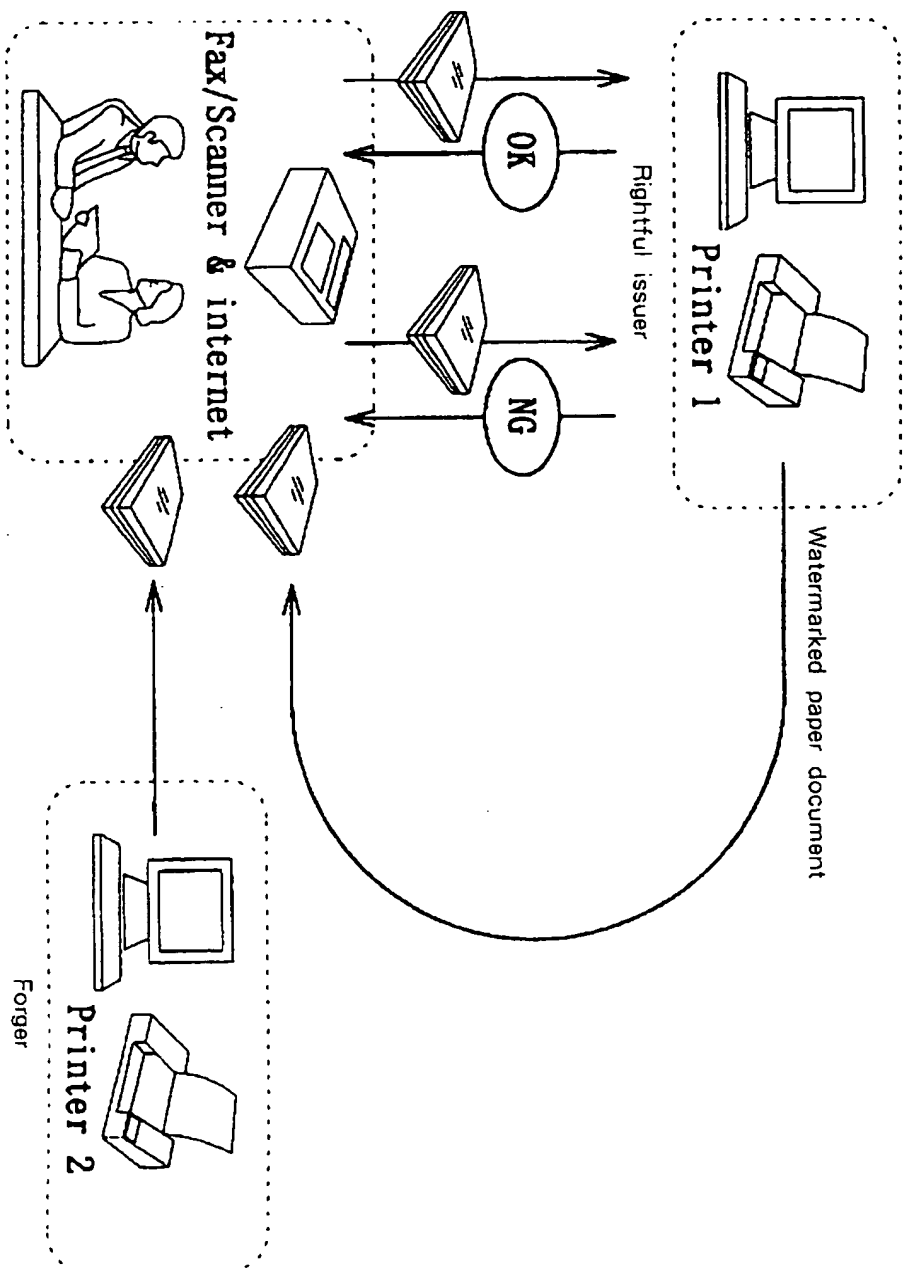 Printer 1
Rightful issuer
Watermarked paper document
OK
NG
Fax/Scanner & internet
Printer 2
Forger